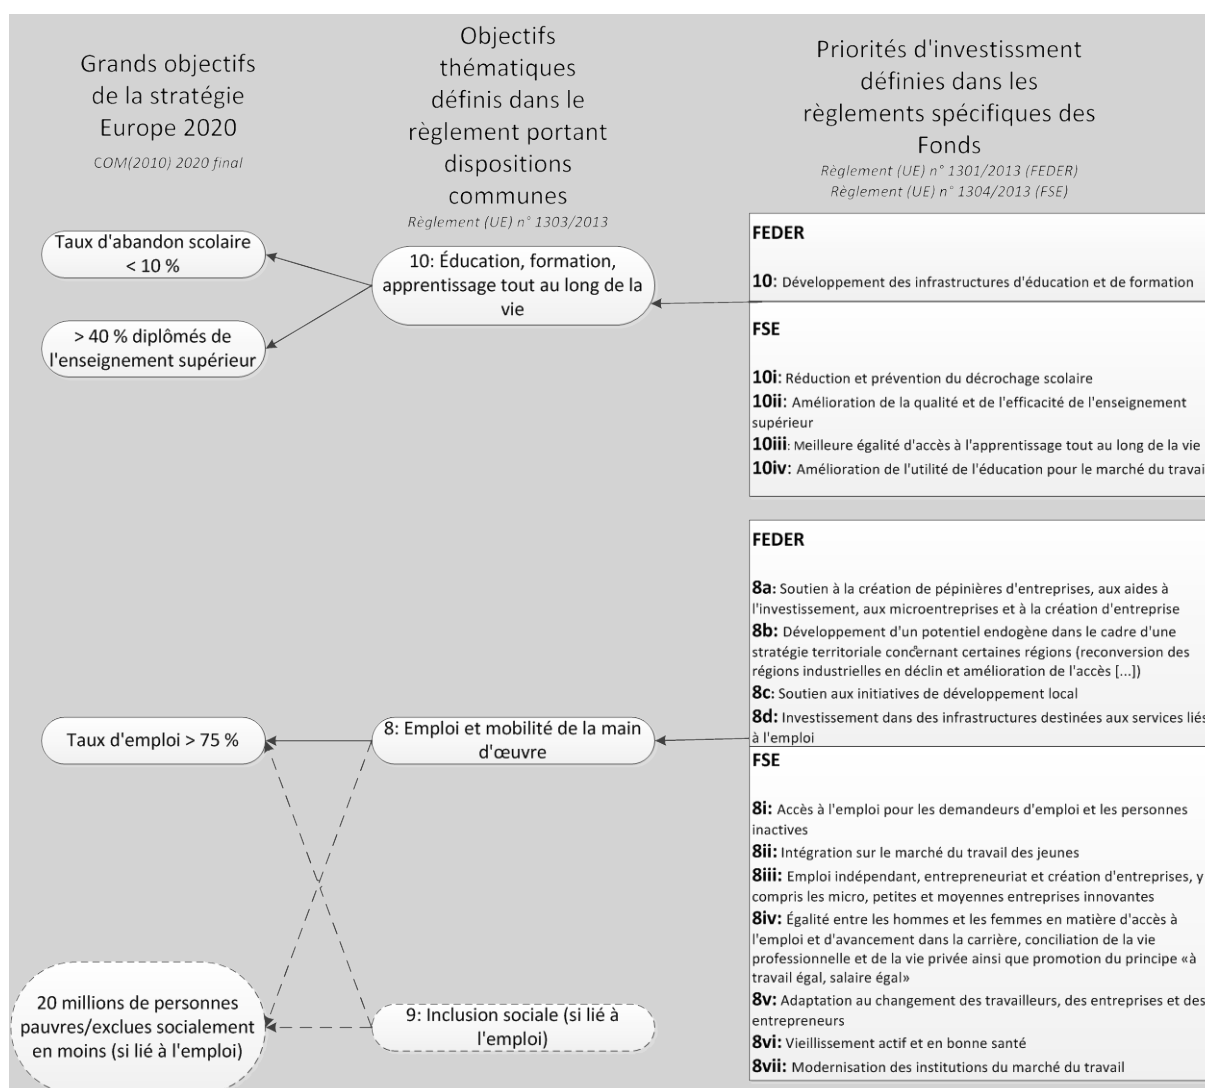 Grands objectifs
de la stratégie
Europe 2020
COM(2010) 2020 final
Objectifs
thématiques
définis dans le
règlement portant
dispositions
communes
Règlement (UE) n° 1303/2013
Priorités d'investissment
définies dans les
règlements spécifiques des
Fonds
Règlement (UE) n° 1301/2013 (FEDER)
Règlement (UE) n° 1304/2013 (FSE)
Taux d'abandon scolaire
< 10 %
> 40 % diplômés de
l'enseignement supérieur
10: Éducation, formation,
apprentissage tout au long de la
vie
FEDER
10: Développement des infrastructures d'éducation et de formation
FSE
10i: Réduction et prévention du décrochage scolaire
10ii: Amélioration de la qualité et de l'efficacité de l'enseignement
supérieur
10iii: Meilleure égalité d'accès à l'apprentissage tout au long de la vie
10iv: Amélioration de l'utilité de l'éducation pour le marché du travai
Taux d'emploi > 75 %
8: Emploi et mobilité de la main
d'œuvre
FEDER
8a: Soutien à la création de pépinières d'entreprises, aux aides à
l'investissement, aux microentreprises et à la création d'entreprise
8b: Développement d'un potentiel endogène dans le cadre d'une
stratégie territoriale concernant certaines régions (reconversion des
régions industrielles en déclin et amélioration de l'accès [...])
8c: Soutien aux initiatives de développement local
8d: Investissement dans des infrastructures destinées aux services liés
à l'emploi
FSE
8i: Accès à l'emploi pour les demandeurs d'emploi et les personnes
inactives
8ii: Intégration sur le marché du travail des jeunes
8iii: Emploi indépendant, entrepreneuriat et création d'entreprises, y
compris les micro, petites et moyennes entreprises innovantes
8iv: Égalité entre les hommes et les femmes en matière d'accès à
l'emploi et d'avancement dans la carrière, conciliation de la vie
professionnelle et de la vie privée ainsi que promotion du principe «à
travail égal, salaire égal»
8v: Adaptation au changement des travailleurs, des entreprises et des
entrepreneurs
8vi: Vieillissement actif et en bonne santé
8vii: Modernisation des institutions du marché du travail
20 millions de personnes
pauvres/exclues socialement
en moins (si lié à l'emploi)
9: Inclusion sociale (si lié à
l'emploi)